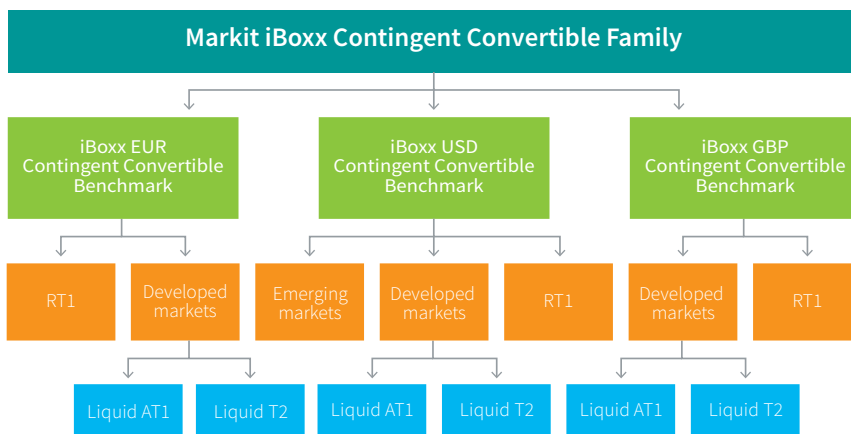 Markit iBoxx Contingent Convertible Family
iBoxx EUR
Contingent Convertible
Benchmark
iBoxx USD
Contingent Convertible
Benchmark
iBoxx GBP
Contingent Convertible
Benchmark
RT1
Developed
markets
Emerging
markets
Developed
markets
RT1
Developed
markets
RT1
Liquid AT1
Liquid T2
Liquid AT1
Liquid T2
Liquid AT1
Liquid T2